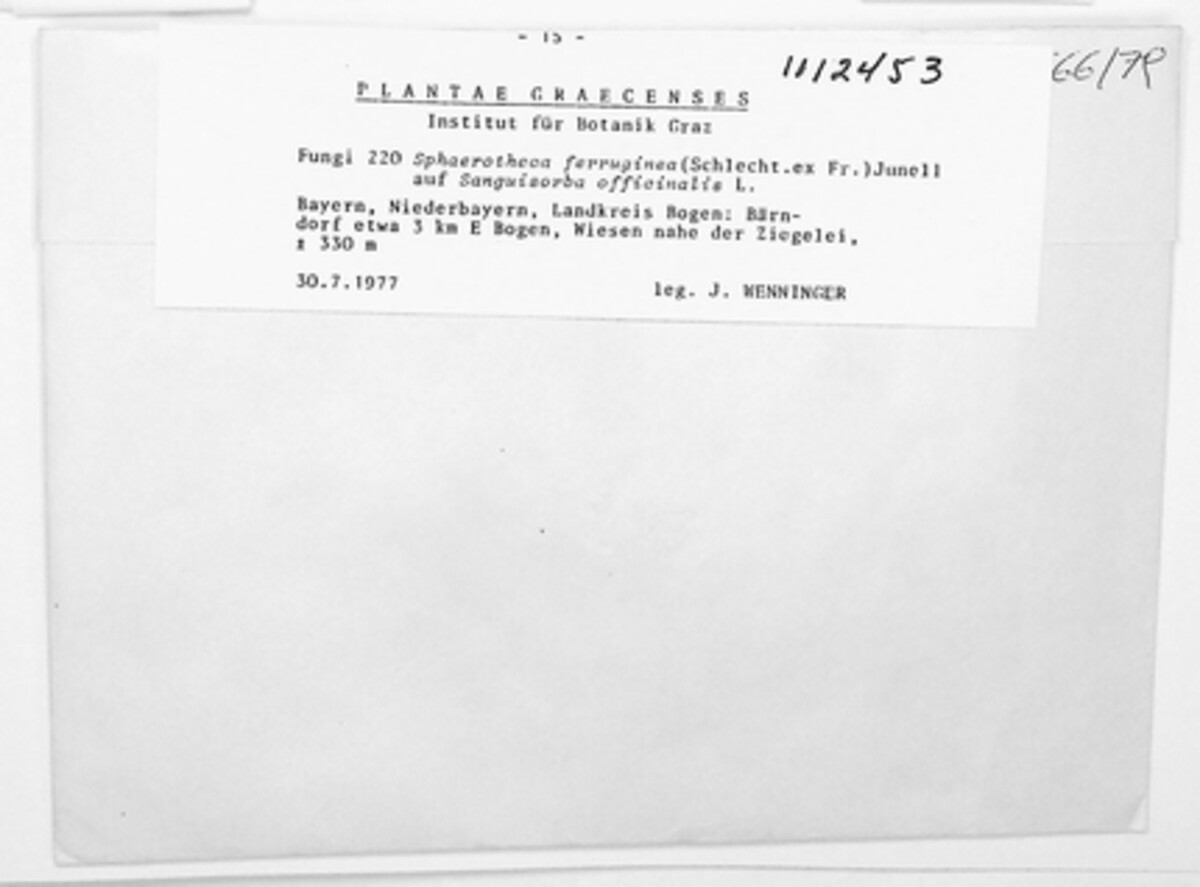 - 15 -
11124/53
66/79
PLANTAE GRAECENSES
Institut für Botanik Graz
Fungi 220 Sphaerotheca ferruginea(Schlecht.ex Fr.)Junell
auf Sanguisorba officinalis L.
Bayern, Niederbayern, Landkreis Bogen: Bärn-
dorf etwa 3 km E Bogen, Wiesen nahe der Ziegelei,
± 330 m
30.7.1977 leg. J. WENNINGER